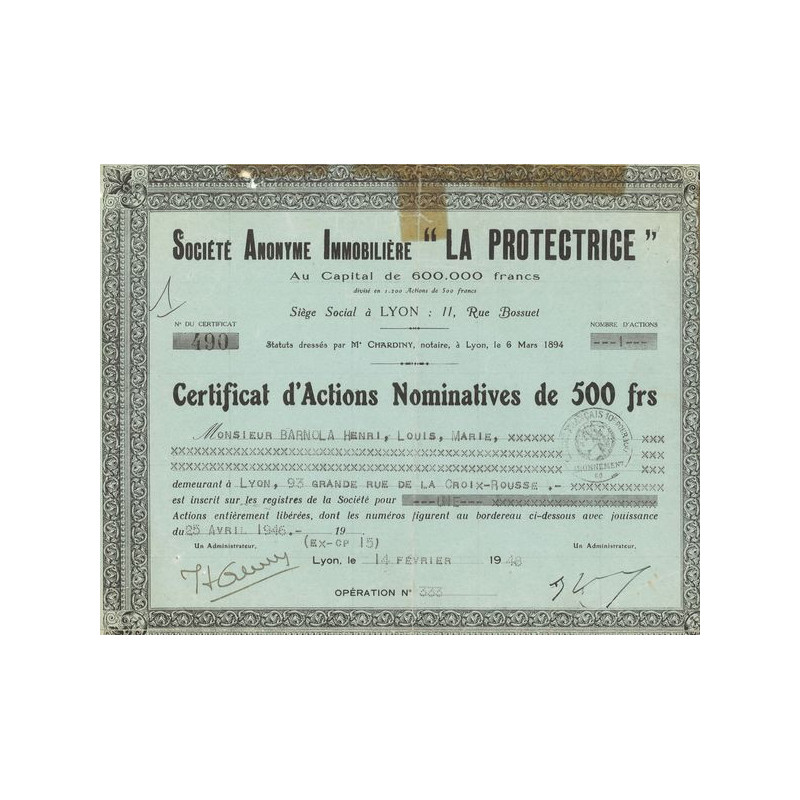 SOCIÉTÉ ANONYME IMMOBILIÈRE “ LA PROTECTRICE ”
Au Capital de 600.000 francs
divisé en 1.200 Actions de 500 francs
Siège Social à LYON : 11, Rue Bossuet
1
N° DU CERTIFICAT
490
NOMBRE D'ACTIONS
---1---
Statuts dressés par Me CHARDINY, notaire, à Lyon, le 6 Mars 1894
Certificat d'Actions Nominatives de 500 frs
MONSIEUR BARNOLA HENRI, LOUIS, MARIE, xxxxxx xxx
demeurant à LYON, 93 GRANDE RUE DE LA CROIX-ROUSSE .-
est inscrit sur les registres de la Société pour ---UNE---
Actions entièrement libérées, dont les numéros figurent au bordereau ci-dessous avec jouissance
du 25 AVRIL 1946.- 19
(EX-CP 15)
Un Administrateur,
Un Administrateur,
Lyon, le 14 FÉVRIER 1948
OPÉRATION N° 333